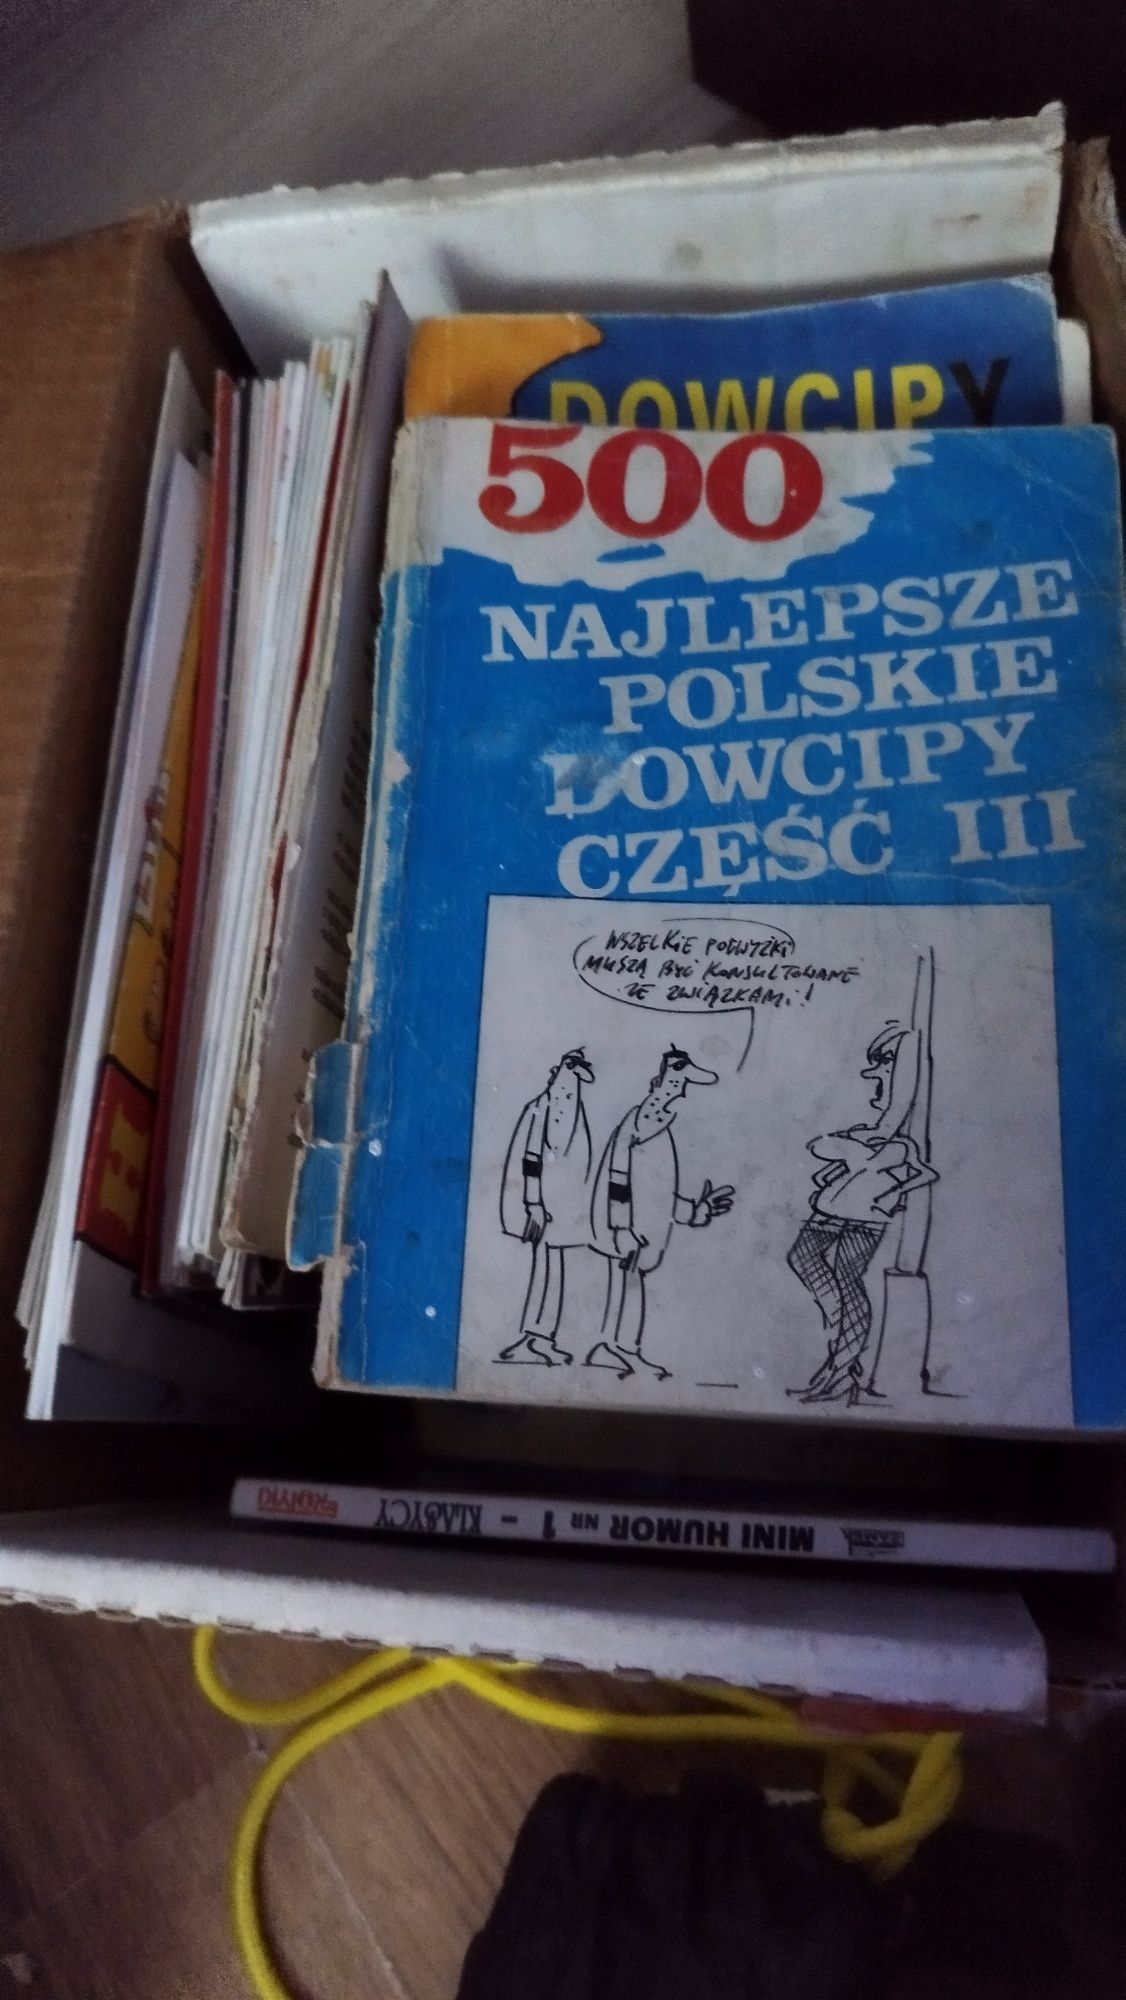 DOWCIPY
500
NAJLEPSZE
POLSKIE
DOWCIPY
CZĘŚĆ III
WSZELKIE PODWYŻKI
MUSZĄ BYĆ KONSULTOWANE
ZE ZWIĄZKAMI!
MINI HUMOR NR 1 - KLASYCY EROTYKI